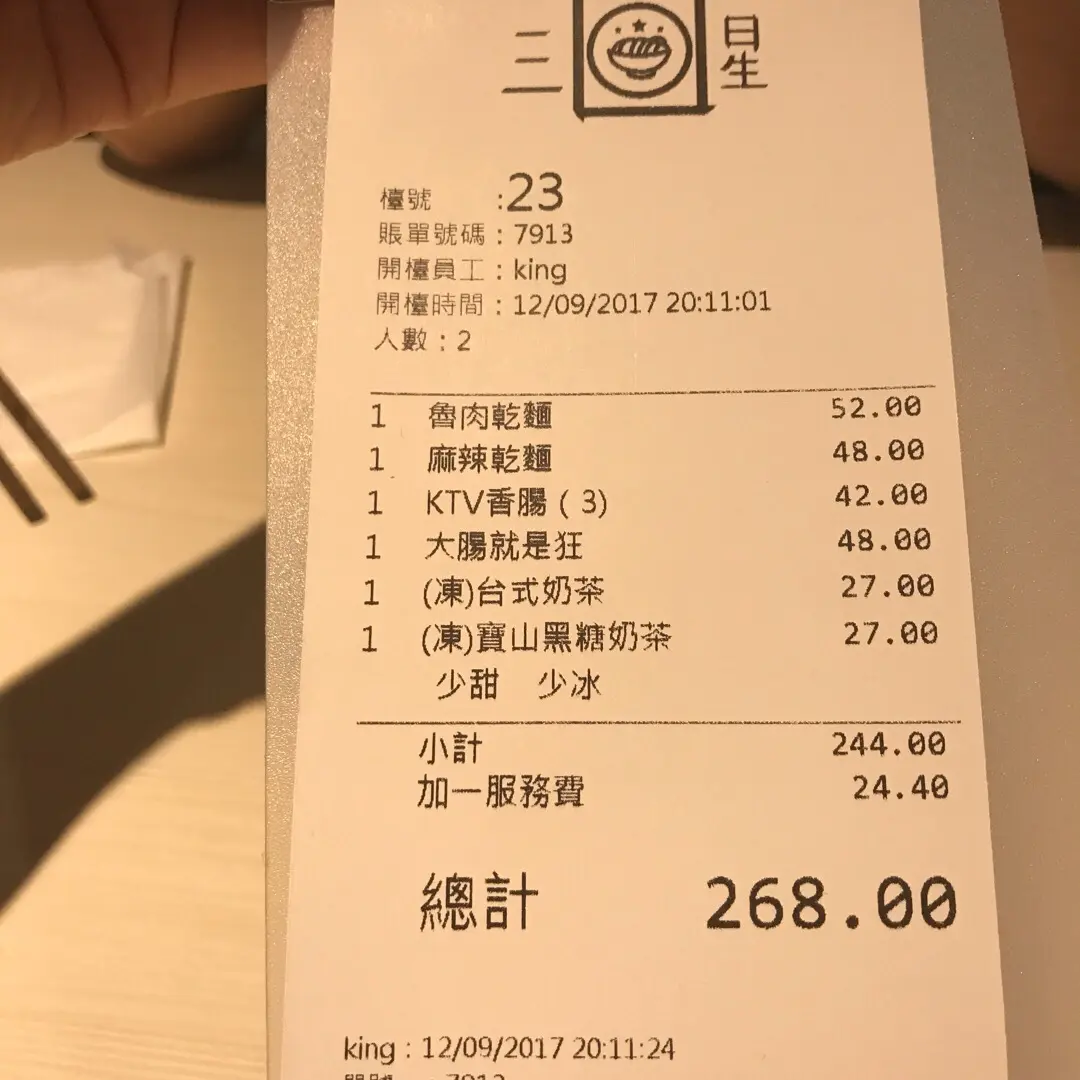 三 星
檯號 :23
賬單號碼 : 7913
開檯員工 : king
開檯時間 : 12/09/2017 20:11:01
人數 : 2
1 魯肉乾麵 52.00
1 麻辣乾麵 48.00
1 KTV香腸 ( 3) 42.00
1 大腸就是狂 48.00
1 (凍)台式奶茶 27.00
1 (凍)寶山黑糖奶茶 27.00
少甜 少冰
小計 244.00
加一服務費 24.40
總計 268.00
king : 12/09/2017 20:11:24